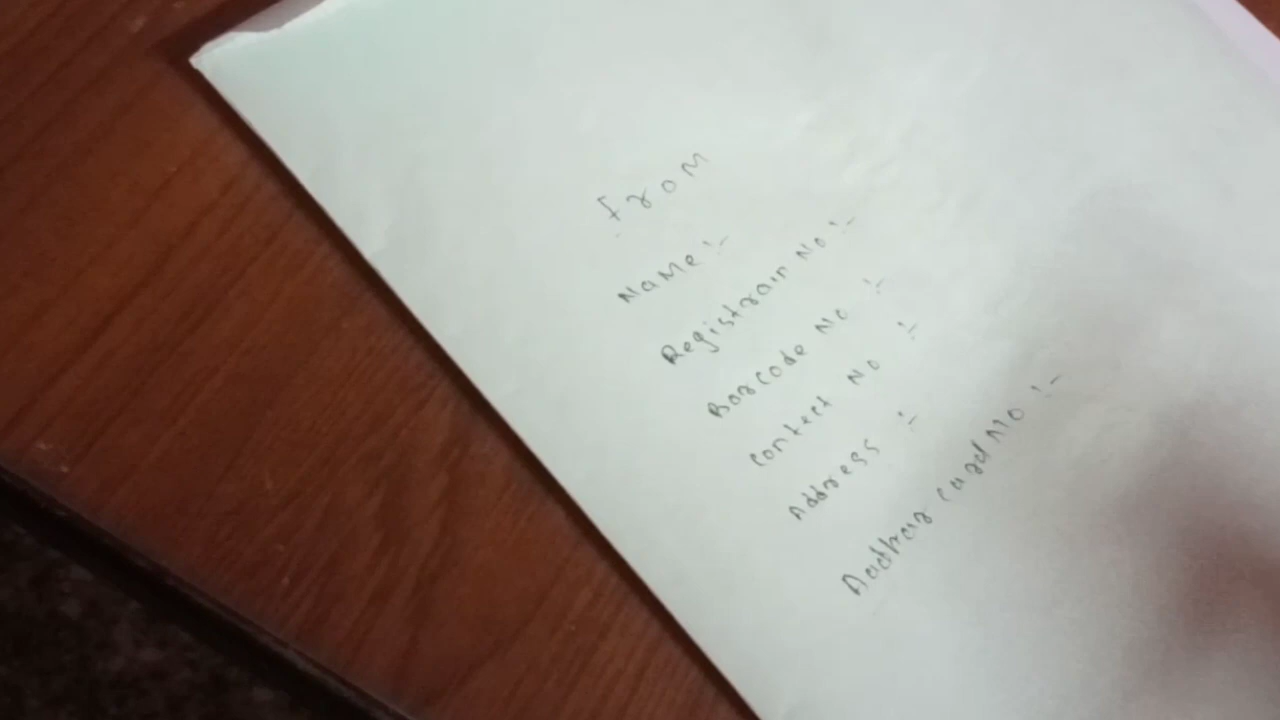 from
Name :-
Registrain No :-
Barcode No :-
Contect No :-
Address :-
Aadhar card No :-